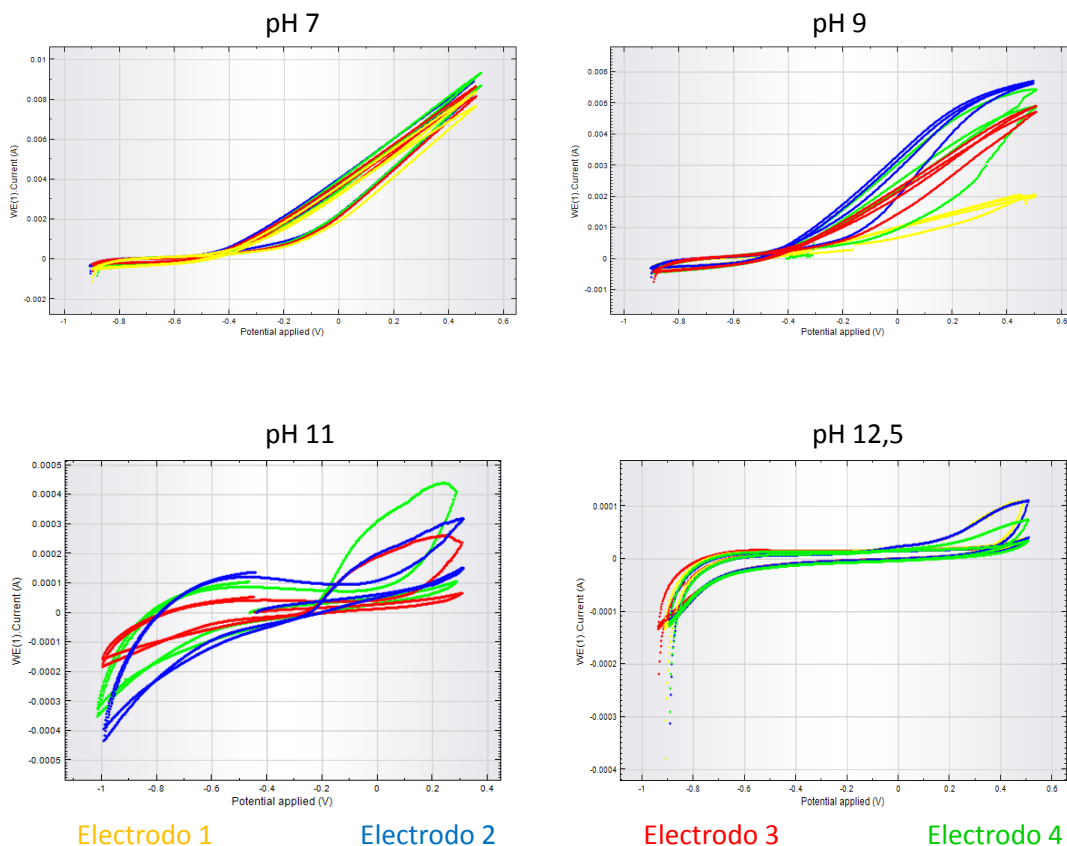 pH 7
0.01
0.008
0.006
0.004
0.002
0
-0.002
WE(1).Current (A)
-1 -0.8 -0.6 -0.4 -0.2 0 0.2 0.4 0.6
Potential applied (V)
pH 9
0.006
0.005
0.004
0.003
0.002
0.001
0
-0.001
WE(1).Current (A)
-1 -0.8 -0.6 -0.4 -0.2 0 0.2 0.4 0.6
Potential applied (V)
pH 11
0.0005
0.0004
0.0003
0.0002
0.0001
0
-0.0001
-0.0002
-0.0003
-0.0004
-0.0005
WE(1).Current (A)
-1 -0.8 -0.6 -0.4 -0.2 0 0.2 0.4
Potential applied (V)
pH 12,5
0.0001
0
-0.0001
-0.0002
-0.0003
-0.0004
WE(1).Current (A)
-1 -0.8 -0.6 -0.4 -0.2 0 0.2 0.4 0.6
Potential applied (V)
Electrodo 1 Electrodo 2 Electrodo 3 Electrodo 4